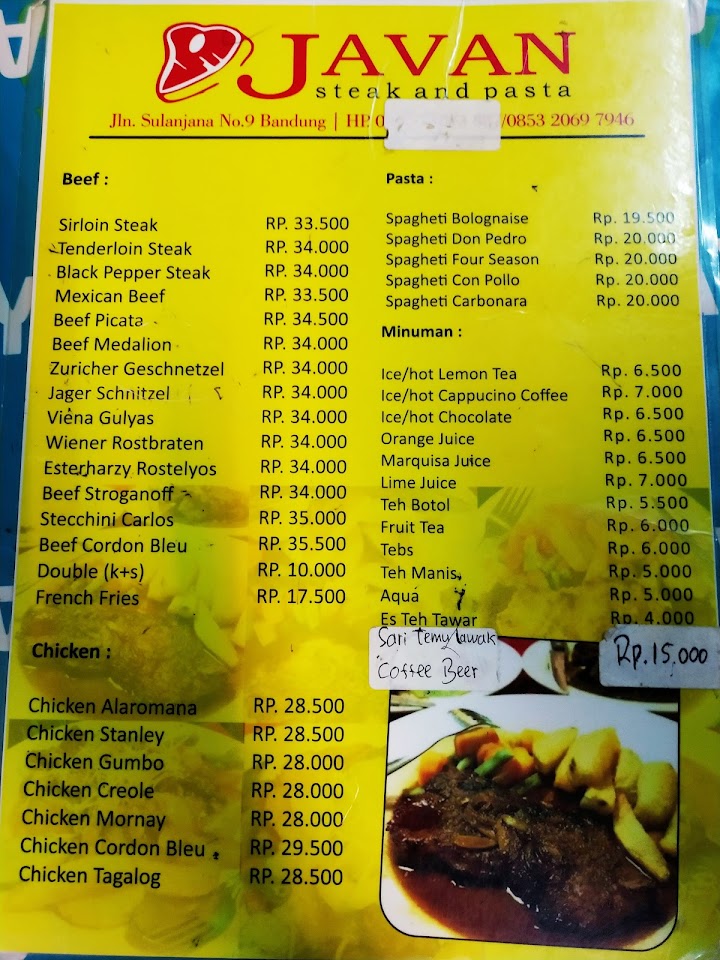 JAVAN
steak and pasta
Jln. Sulanjana No.9 Bandung | HP. /0853 2069 7946
Beef :
Sirloin Steak RP. 33.500
Tenderloin Steak RP. 34.000
Black Pepper Steak RP. 34.000
Mexican Beef RP. 33.500
Beef Picata RP. 34.500
Beef Medalion RP. 34.000
Zuricher Geschnetzel RP. 34.000
Jager Schnitzel RP. 34.000
Viena Gulyas RP. 34.000
Wiener Rostbraten RP. 34.000
Esterharzy Rostelyos RP. 34.000
Beef Stroganoff RP. 34.000
Stecchini Carlos RP. 35.000
Beef Cordon Bleu RP. 35.500
Double (k+s) RP. 10.000
French Fries RP. 17.500
Chicken :
Chicken Alaromana RP. 28.500
Chicken Stanley RP. 28.500
Chicken Gumbo RP. 28.000
Chicken Creole RP. 28.000
Chicken Mornay RP. 28.000
Chicken Cordon Bleu RP. 29.500
Chicken Tagalog RP. 28.500
Pasta :
Spagheti Bolognaise Rp. 19.500
Spagheti Don Pedro Rp. 20.000
Spagheti Four Season Rp. 20.000
Spagheti Con Pollo Rp. 20.000
Spagheti Carbonara Rp. 20.000
Minuman :
Ice/hot Lemon Tea Rp. 6.500
Ice/hot Cappucino Coffee Rp. 7.000
Ice/hot Chocolate Rp. 6.500
Orange Juice Rp. 6.500
Marquisa Juice Rp. 6.500
Lime Juice Rp. 7.000
Teh Botol Rp. 5.500
Fruit Tea Rp. 6.000
Tebs Rp. 6.000
Teh Manis Rp. 5.000
Aqua Rp. 5.000
Es Teh Tawar Rp. 4.000
Sari temulawak
Coffee Beer Rp. 15.000